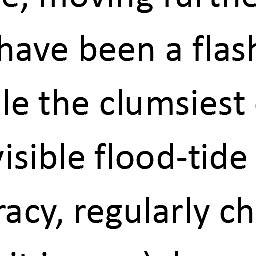 e, moving furthe
have been a flash
le the clumsiest
visible flood-tide
racy, regularly ch